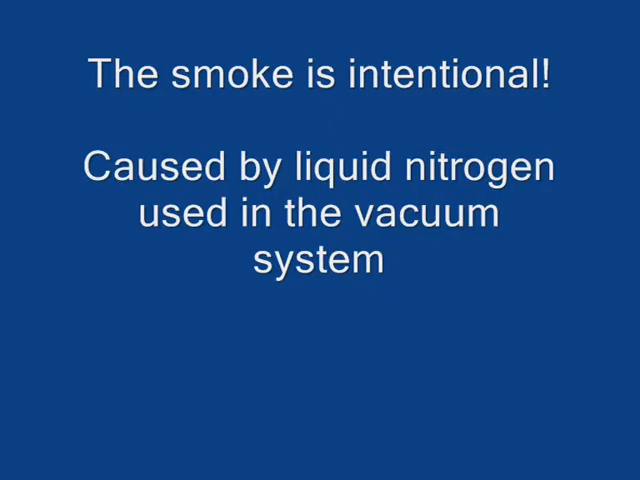 The smoke is intentional!
Caused by liquid nitrogen
used in the vacuum
system